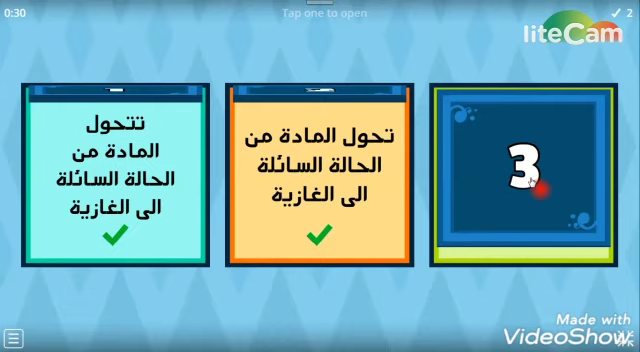 0:30
Tap one to open
✓ 2
liteCam
تتحول
المادة من
الحالة السائلة
الى الغازية
تحول المادة من
الحالة السائلة
الى الغازية
3
Made with
VideoShow